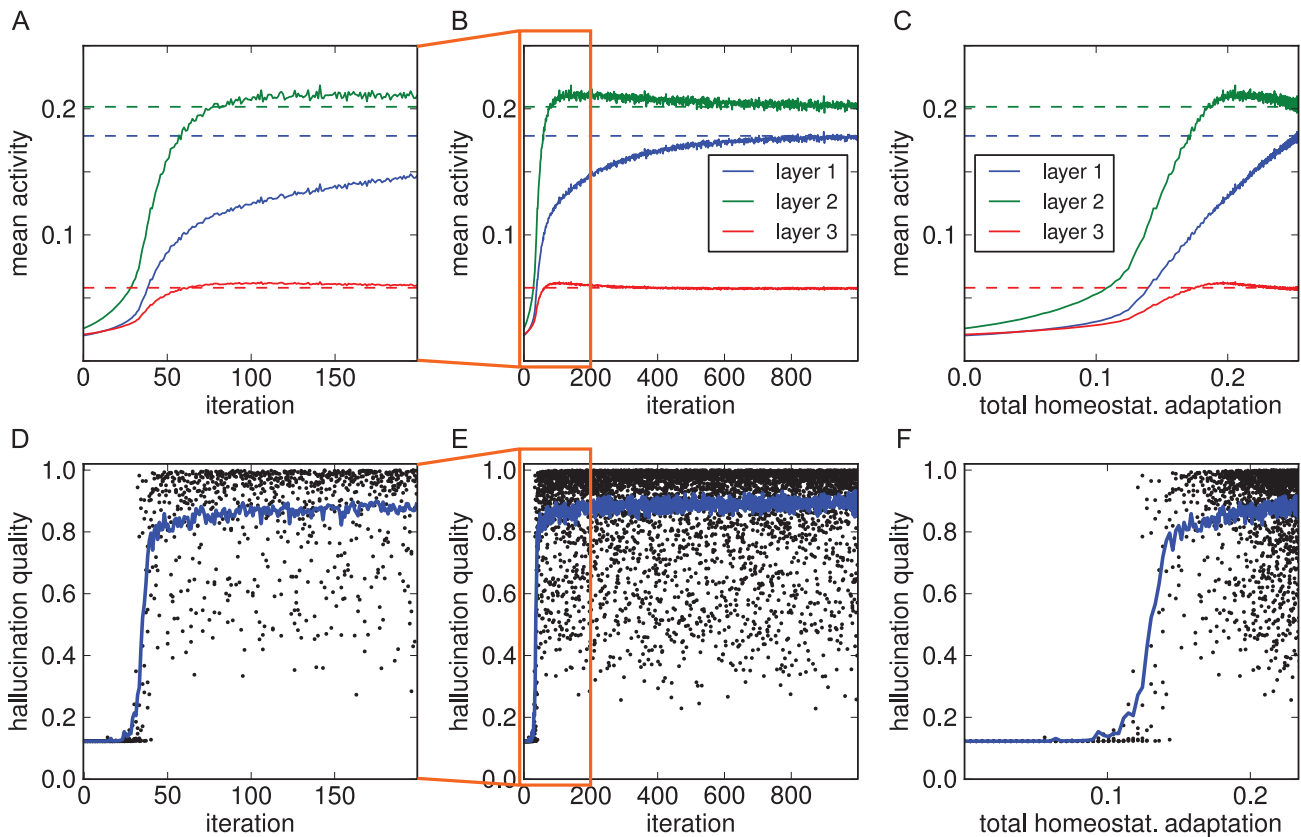 A
B
C
mean activity
0.2
0.1
0
50
100
150
iteration
mean activity
0.2
0.1
0
200
400
600
800
iteration
layer 1
layer 2
layer 3
mean activity
0.2
0.1
0.0
0.1
0.2
total homeostat. adaptation
layer 1
layer 2
layer 3
D
E
F
hallucination quality
1.0
0.8
0.6
0.4
0.2
0.0
0
50
100
150
iteration
hallucination quality
1.0
0.8
0.6
0.4
0.2
0.0
0
200
400
600
800
iteration
hallucination quality
1.0
0.8
0.6
0.4
0.2
0.0
0.1
0.2
total homeostat. adaptation